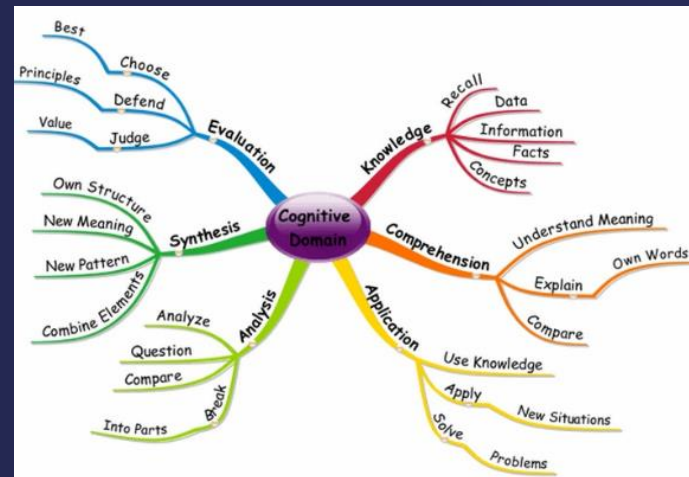 Cognitive
Domain
Knowledge
Recall
Data
Information
Facts
Concepts
Comprehension
Understand Meaning
Explain
Own Words
Compare
Application
Use Knowledge
Apply
New Situations
Solve
Problems
Analysis
Analyze
Question
Compare
Break
Into Parts
Synthesis
Own Structure
New Meaning
New Pattern
Combine Elements
Evaluation
Choose
Best
Defend
Principles
Judge
Value